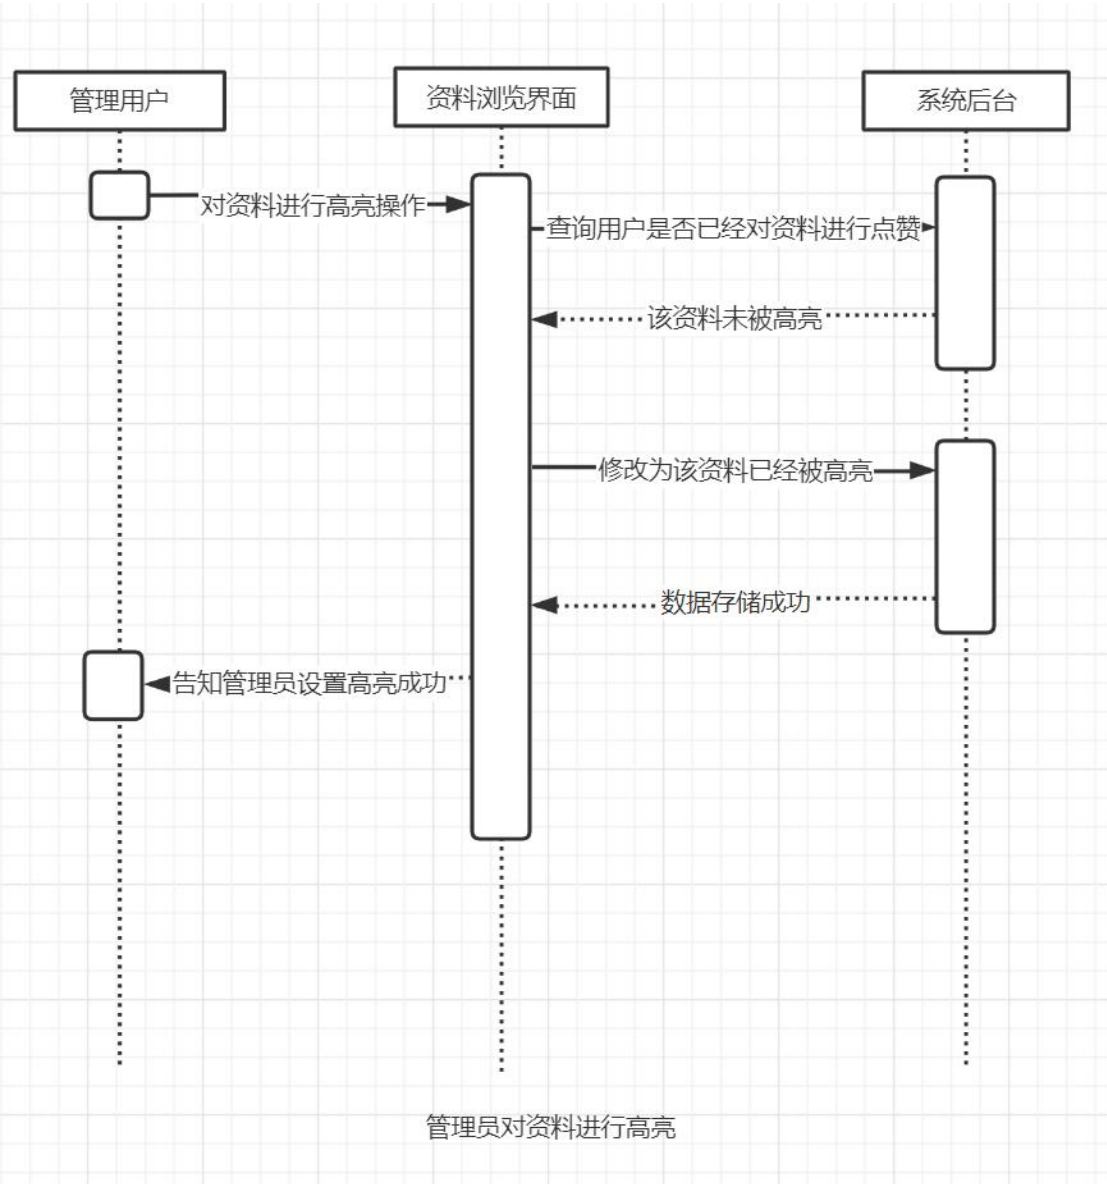 管理用户
资料浏览界面
系统后台
对资料进行高亮操作
查询用户是否已经对资料进行点赞
该资料未被高亮
修改为该资料已经被高亮
数据存储成功
告知管理员设置高亮成功
管理员对资料进行高亮